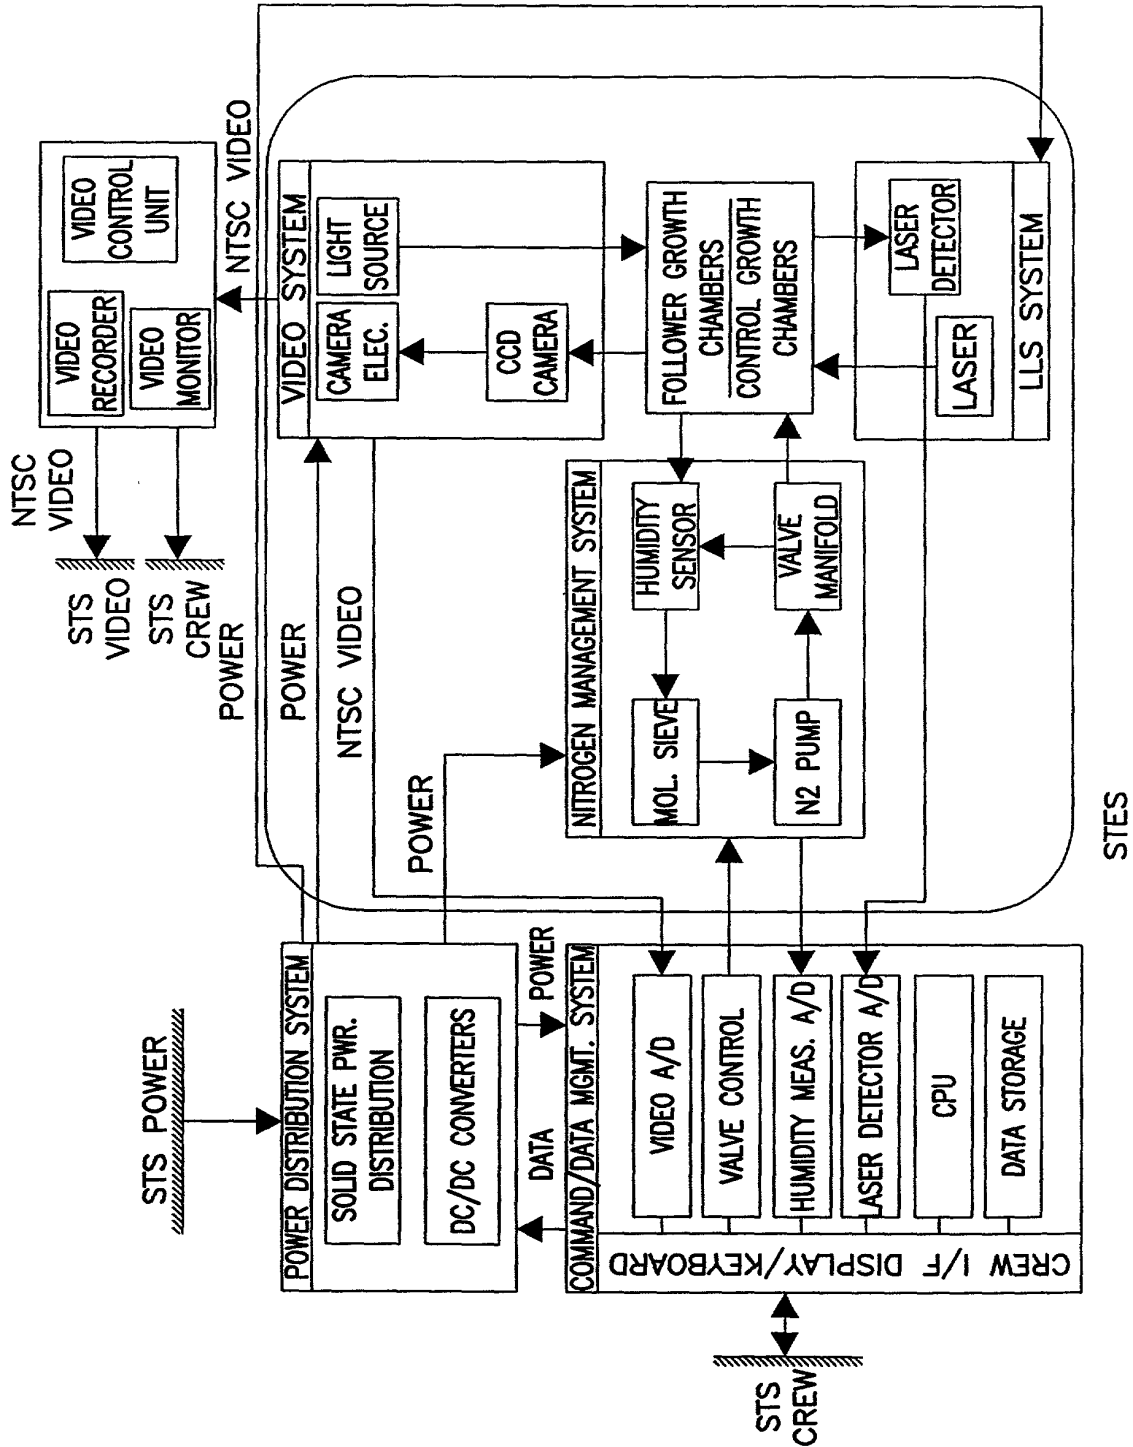 STS POWER
POWER DISTRIBUTION SYSTEM
SOLID STATE PWR.
DISTRIBUTION
DC/DC CONVERTERS
DATA
POWER
COMMAND/DATA MGMT. SYSTEM
VIDEO A/D
VALVE CONTROL
HUMIDITY MEAS. A/D
LASER DETECTOR A/D
CPU
DATA STORAGE
CREW I/F DISPLAY/KEYBOARD
STS
CREW
STS
VIDEO
STS
CREW
NTSC
VIDEO
VIDEO
RECORDER
VIDEO
MONITOR
VIDEO
CONTROL
UNIT
POWER
NTSC VIDEO
POWER
NTSC VIDEO
POWER
VIDEO SYSTEM
CAMERA
ELEC.
LIGHT
SOURCE
CCD
CAMERA
NITROGEN MANAGEMENT SYSTEM
MOL. SIEVE
HUMIDITY
SENSOR
N2 PUMP
VALVE
MANIFOLD
FOLLOWER GROWTH
CHAMBERS
CONTROL GROWTH
CHAMBERS
LASER
LASER
DETECTOR
LLS SYSTEM
STES